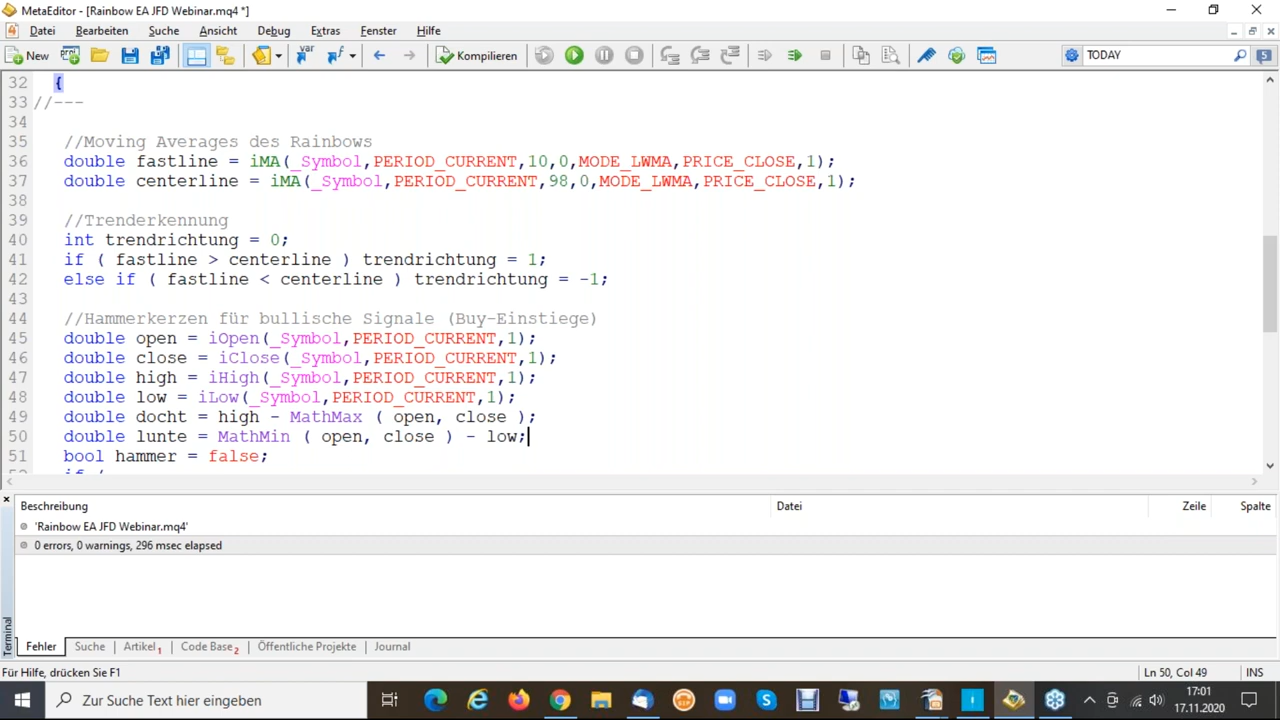 MetaEditor - [Rainbow EA JFD Webinar.mq4 *]
4 Datei Bearbeiten Suche Ansicht Debug Extras Fenster Hilfe
New var Kompilieren TODAY 5
32 {
33 //---
34
35 //Moving Averages des Rainbows
36 double fastline = iMA(_Symbol,PERIOD_CURRENT,10,0,MODE_LWMA,PRICE_CLOSE,1);
37 double centerline = iMA(_Symbol,PERIOD_CURRENT,98,0,MODE_LWMA,PRICE_CLOSE,1);
38
39 //Trenderkennung
40 int trendrichtung = 0;
41 if ( fastline > centerline ) trendrichtung = 1;
42 else if ( fastline < centerline ) trendrichtung = -1;
43
44 //Hammerkerzen für bullische Signale (Buy-Einstiege)
45 double open = iOpen(_Symbol,PERIOD_CURRENT,1);
46 double close = iClose(_Symbol,PERIOD_CURRENT,1);
47 double high = iHigh(_Symbol,PERIOD_CURRENT,1);
48 double low = iLow(_Symbol,PERIOD_CURRENT,1);
49 double docht = high - MathMax ( open, close );
50 double lunte = MathMin ( open, close ) - low;
51 bool hammer = false;
Beschreibung Datei Zeile Spalte
'Rainbow EA JFD Webinar.mq4'
0 errors, 0 warnings, 296 msec elapsed
Terminal
Fehler Suche Artikel 1 Code Base 2 Öffentliche Projekte Journal
Für Hilfe, drücken Sie F1 Ln 50, Col 49 INS
Zur Suche Text hier eingeben
17:01
17.11.2020